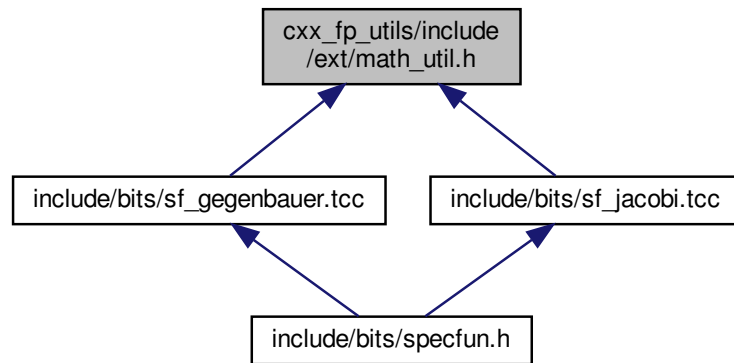 cxx_fp_utils/include
/ext/math_util.h
include/bits/sf_gegenbauer.tcc
include/bits/sf_jacobi.tcc
include/bits/specfun.h